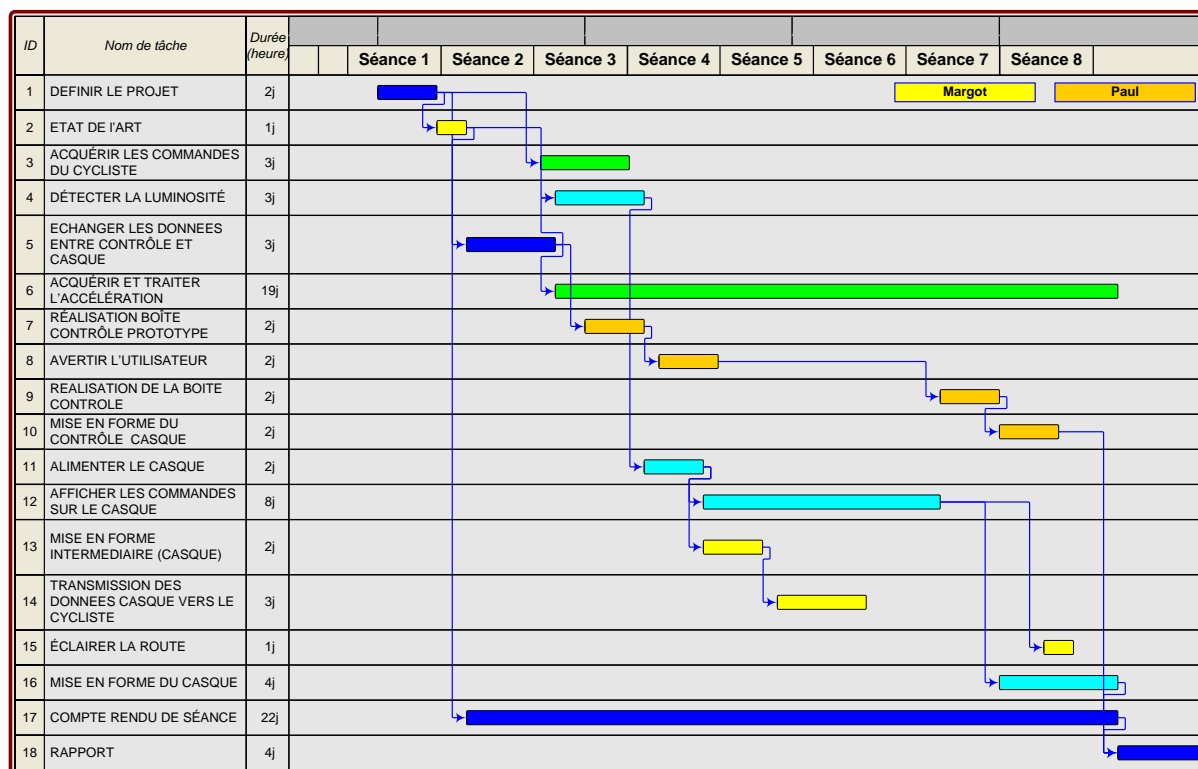 ID
Nom de tâche
Durée
(heure)
Séance 1
Séance 2
Séance 3
Séance 4
Séance 5
Séance 6
Séance 7
Séance 8
Margot
Paul
1
DEFINIR LE PROJET
2j
2
ETAT DE l'ART
1j
3
ACQUÉRIR LES COMMANDES
DU CYCLISTE
3j
4
DÉTECTER LA LUMINOSITÉ
3j
5
ECHANGER LES DONNEES
ENTRE CONTRÔLE ET
CASQUE
3j
6
ACQUÉRIR ET TRAITER
L'ACCÉLÉRATION
19j
7
RÉALISATION BOÎTE
CONTRÔLE PROTOTYPE
2j
8
AVERTIR L'UTILISATEUR
2j
9
REALISATION DE LA BOITE
CONTROLE
2j
10
MISE EN FORME DU
CONTRÔLE CASQUE
2j
11
ALIMENTER LE CASQUE
2j
12
AFFICHER LES COMMANDES
SUR LE CASQUE
8j
13
MISE EN FORME
INTERMEDIAIRE (CASQUE)
2j
14
TRANSMISSION DES
DONNEES CASQUE VERS LE
CYCLISTE
3j
15
ÉCLAIRER LA ROUTE
1j
16
MISE EN FORME DU CASQUE
4j
17
COMPTE RENDU DE SÉANCE
22j
18
RAPPORT
4j